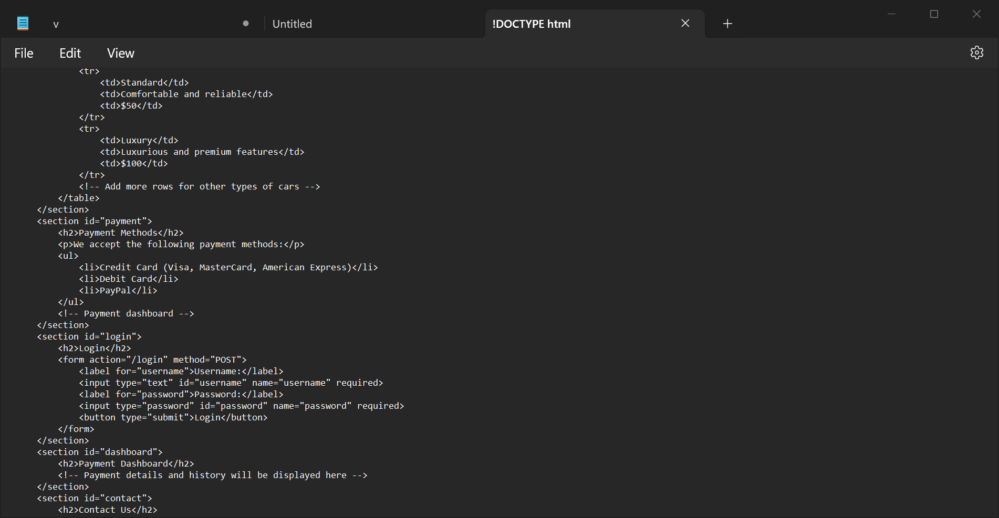 v
Untitled
!DOCTYPE html
File Edit View
<tr>
<td>Standard</td>
<td>Comfortable and reliable</td>
<td>$50</td>
</tr>
<tr>
<td>Luxury</td>
<td>Luxurious and premium features</td>
<td>$100</td>
</tr>
<!-- Add more rows for other types of cars -->
</table>
</section>
<section id="payment">
<h2>Payment Methods</h2>
<p>We accept the following payment methods:</p>
<ul>
<li>Credit Card (Visa, MasterCard, American Express)</li>
<li>Debit Card</li>
<li>PayPal</li>
</ul>
<!-- Payment dashboard -->
</section>
<section id="login">
<h2>Login</h2>
<form action="/login" method="POST">
<label for="username">Username:</label>
<input type="text" id="username" name="username" required>
<label for="password">Password:</label>
<input type="password" id="password" name="password" required>
<button type="submit">Login</button>
</form>
</section>
<section id="dashboard">
<h2>Payment Dashboard</h2>
<!-- Payment details and history will be displayed here -->
</section>
<section id="contact">
<h2>Contact Us</h2>